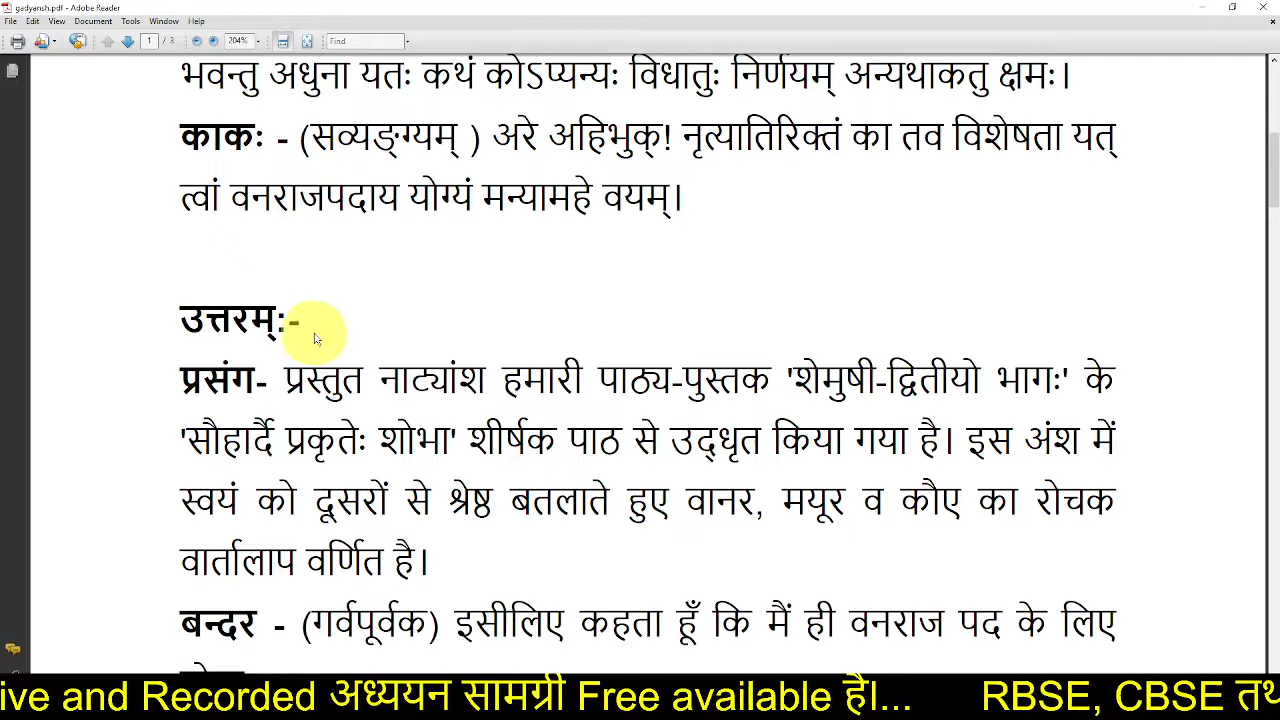 gadyansh.pdf - Adobe Reader
File Edit View Document Tools Window Help
1 / 3 204% Find
भवन्तु अधुना यतः कथं कोऽप्यन्यः विधातुः निर्णयम् अन्यथाकतु क्षमः।
काकः - (सव्यङ्ग्यम् ) अरे अहिभुक्! नृत्यातिरिक्तं का तव विशेषता यत्
त्वां वनराजपदाय योग्यं मन्यामहे वयम्।
उत्तरम्:-
प्रसंग- प्रस्तुत नाट्यांश हमारी पाठ्य-पुस्तक 'शेमुषी-द्वितीयो भागः' के
'सौहार्दै प्रकृतेः शोभा' शीर्षक पाठ से उद्धृत किया गया है। इस अंश में
स्वयं को दूसरों से श्रेष्ठ बतलाते हुए वानर, मयूर व कौए का रोचक
वार्तालाप वर्णित है।
बन्दर - (गर्वपूर्वक) इसीलिए कहता हूँ कि मैं ही वनराज पद के लिए
ive and Recorded अध्ययन सामग्री Free available है।... RBSE, CBSE तथ